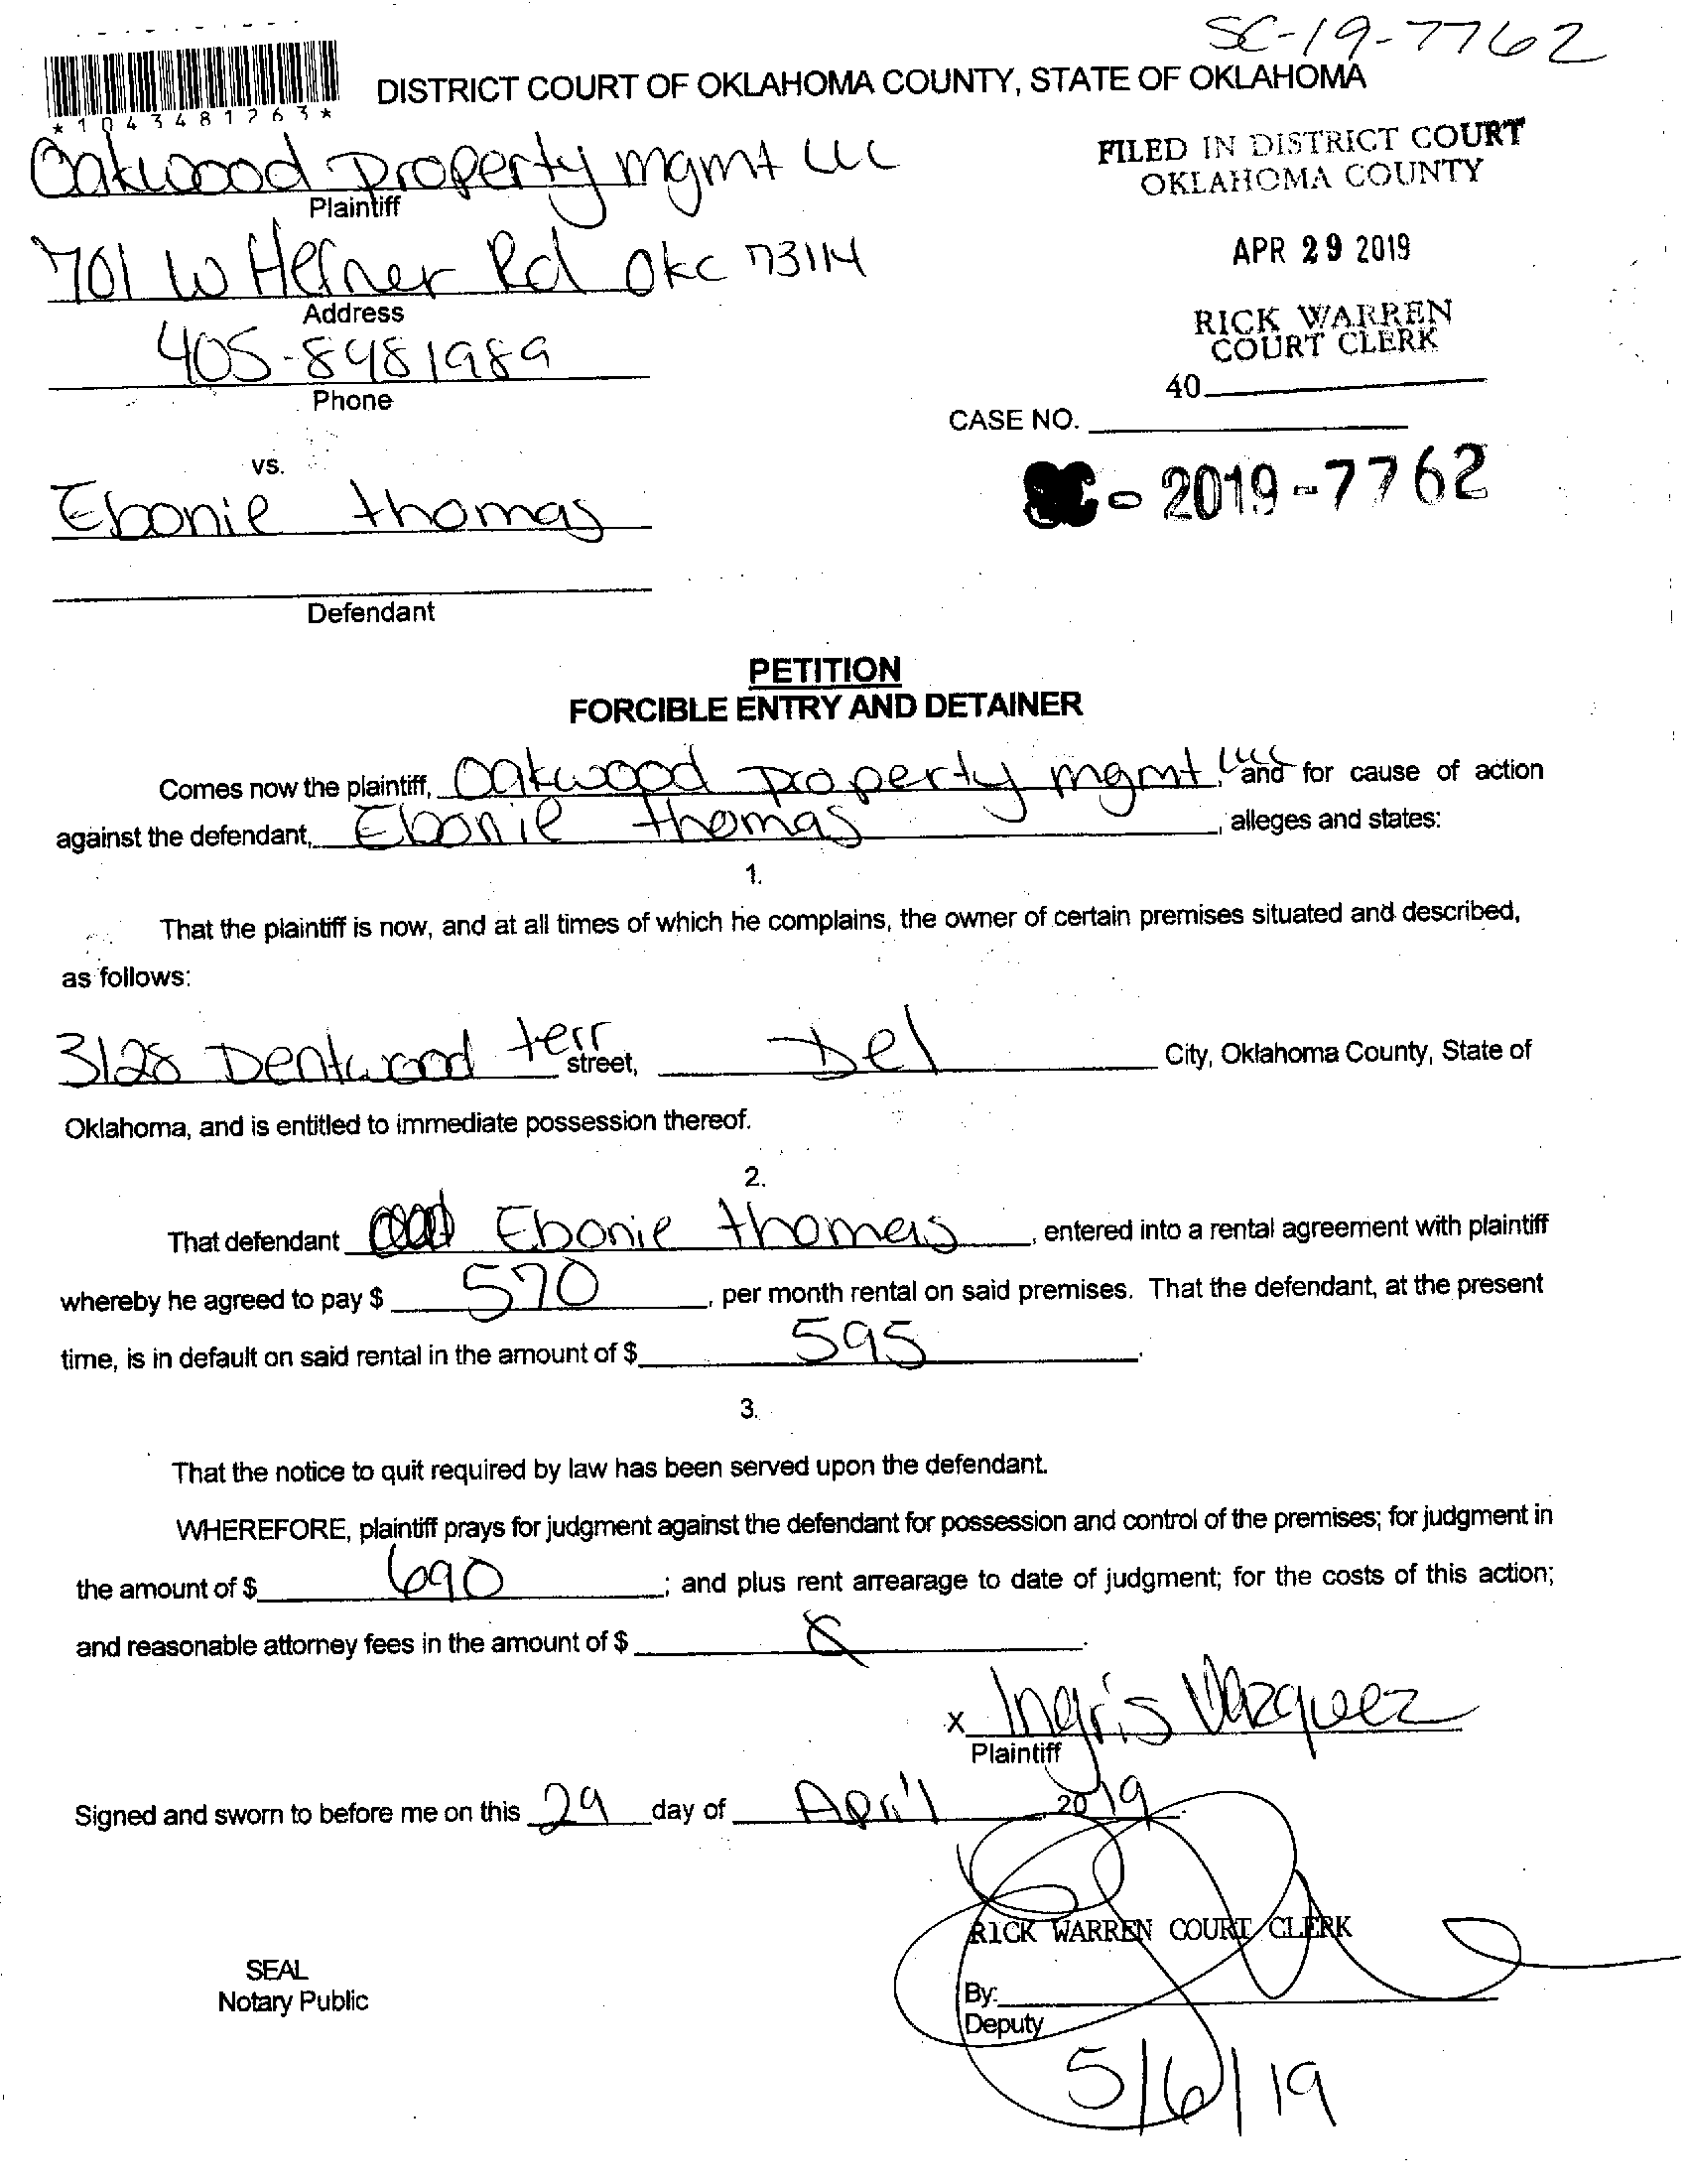 SC-19-7762
*1043481263*
DISTRICT COURT OF OKLAHOMA COUNTY, STATE OF OKLAHOMA
Oakwood Property mgmt LLC
Plaintiff
FILED IN DISTRICT COURT
OKLAHOMA COUNTY
701 W Hefner Rd Okc 73114
Address
APR 29 2019
405-8481989
Phone
RICK WARREN
COURT CLERK
40
CASE NO.
SC-2019-7762
vs.
Ebonie thomas
Defendant
PETITION
FORCIBLE ENTRY AND DETAINER
Comes now the plaintiff, Oakwood property mgmt LLC, and for cause of action
against the defendant, Ebonie thomas, alleges and states:
1.
That the plaintiff is now, and at all times of which he complains, the owner of certain premises situated and described,
as follows:
3128 Dentwood terr street, Del City, Oklahoma County, State of
Oklahoma, and is entitled to immediate possession thereof.
2.
That defendant Ebonie thomas, entered into a rental agreement with plaintiff
whereby he agreed to pay $ 570, per month rental on said premises. That the defendant, at the present
time, is in default on said rental in the amount of $ 595.
3.
That the notice to quit required by law has been served upon the defendant.
WHEREFORE, plaintiff prays for judgment against the defendant for possession and control of the premises; for judgment in
the amount of $ 690; and plus rent arrearage to date of judgment; for the costs of this action;
and reasonable attorney fees in the amount of $
x Ingris Vazquez
Plaintiff
Signed and sworn to before me on this 29 day of April, 2019.
RICK WARREN COURT CLERK
SEAL
Notary Public
By:
Deputy
5/6/19